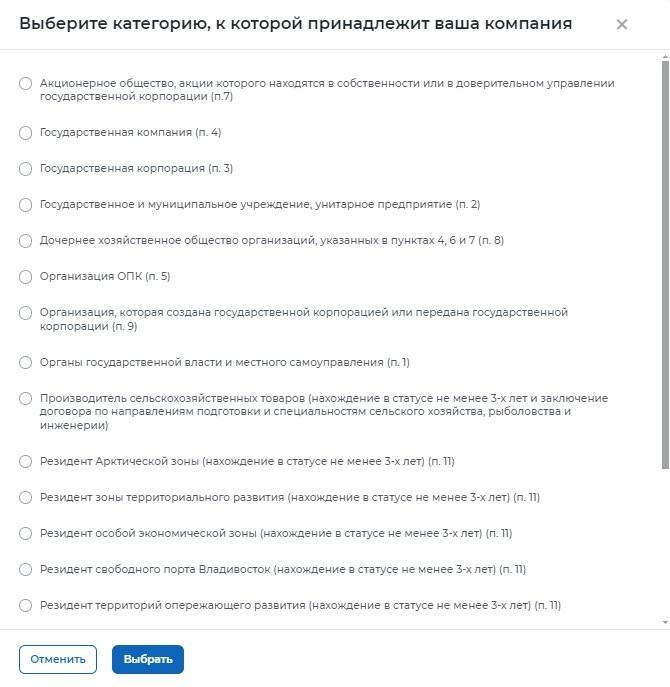 Выберите категорию, к которой принадлежит ваша компания
Акционерное общество, акции которого находятся в собственности или в доверительном управлении
государственной корпорации (п.7)
Государственная компания (п. 4)
Государственная корпорация (п. 3)
Государственное и муниципальное учреждение, унитарное предприятие (п. 2)
Дочернее хозяйственное общество организаций, указанных в пунктах 4, 6 и 7 (п. 8)
Организация ОПК (п. 5)
Организация, которая создана государственной корпорацией или передана государственной
корпорации (п. 9)
Органы государственной власти и местного самоуправления (п. 1)
Производитель сельскохозяйственных товаров (нахождение в статусе не менее 3-х лет и заключение
договора по направлениям подготовки и специальностям сельского хозяйства, рыболовства и
инженерии)
Резидент Арктической зоны (нахождение в статусе не менее 3-х лет) (п. 11)
Резидент зоны территориального развития (нахождение в статусе не менее 3-х лет) (п. 11)
Резидент особой экономической зоны (нахождение в статусе не менее 3-х лет) (п. 11)
Резидент свободного порта Владивосток (нахождение в статусе не менее 3-х лет) (п. 11)
Резидент территорий опережающего развития (нахождение в статусе не менее 3-х лет) (п. 11)
Отменить
Выбрать